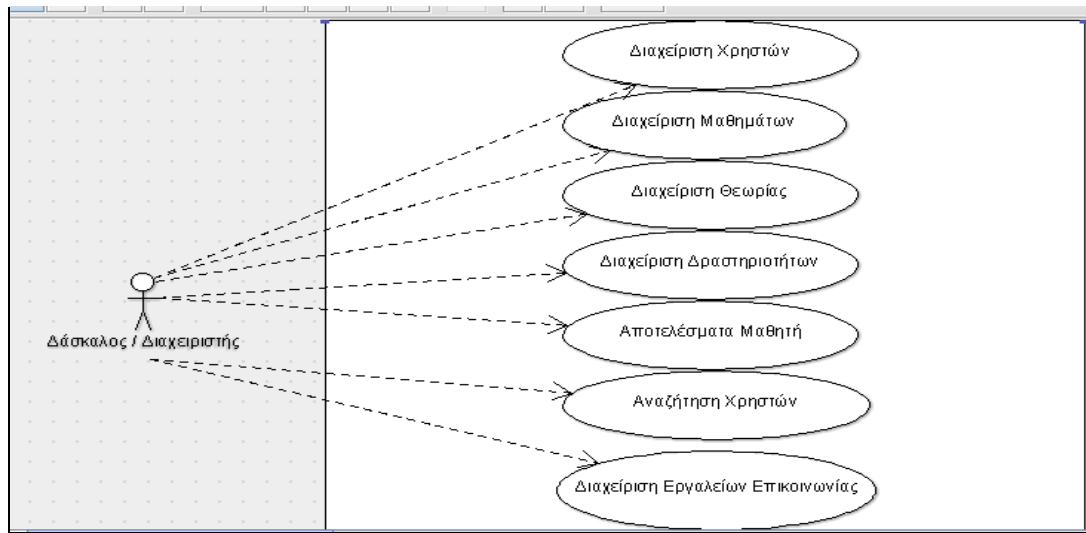 Διαχείριση Χρηστών
Διαχείριση Μαθημάτων
Διαχείριση Θεωρίας
Διαχείριση Δραστηριοτήτων
Δάσκαλος / Διαχειριστής
Αποτελέσματα Μαθητή
Αναζήτηση Χρηστών
Διαχείριση Εργαλείων Επικοινωνίας